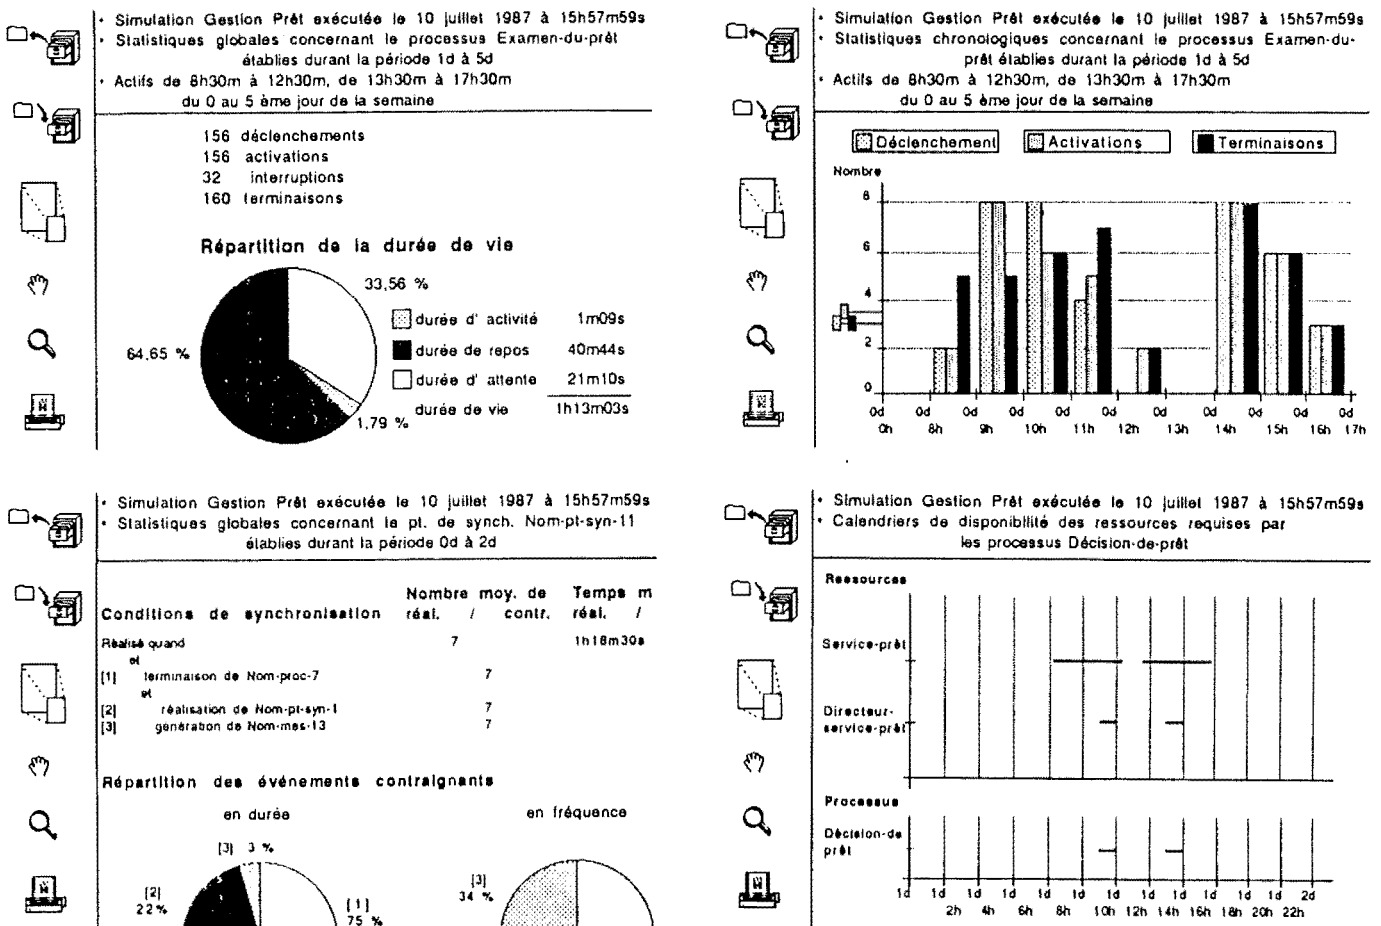 • Simulation Gestion Prêt exécutée le 10 juillet 1987 à 15h57m59s
• Statistiques globales concernant le processus Examen-du-prêt
établies durant la période 1d à 5d
• Actifs de 8h30m à 12h30m, de 13h30m à 17h30m
du 0 au 5 ème jour de la semaine
156 déclenchements
156 activations
32 interruptions
160 terminaisons
Répartition de la durée de vie
33,56 %
64,65 %
1,79 %
durée d' activité 1m09s
durée de repos 40m44s
durée d' attente 21m10s
durée de vie 1h13m03s
• Simulation Gestion Prêt exécutée le 10 juillet 1987 à 15h57m59s
• Statistiques chronologiques concernant le processus Examen-du-
prêt établies durant la période 1d à 5d
• Actifs de 8h30m à 12h30m, de 13h30m à 17h30m
du 0 au 5 ème jour de la semaine
Déclenchement Activations Terminaisons
Nombre
8
6
4
2
0
0d 0d 0d 0d 0d 0d 0d 0d 0d 0d 0d
0h 8h 9h 10h 11h 12h 13h 14h 15h 16h 17h
• Simulation Gestion Prêt exécutée le 10 juillet 1987 à 15h57m59s
• Statistiques globales concernant le pt. de synch. Nom-pt-syn-11
établies durant la période 0d à 2d
Nombre moy. de Temps m
Conditions de synchronisation réal. / contr. réal. /
Réalisé quand 7 1h18m30s
et
[1] terminaison de Nom-proc-7 7
et
[2] réalisation de Nom-pt-syn-1 7
[3] génération de Nom-mes-13 7
Répartition des événements contraignants
en durée en fréquence
[3] 3 %
[2]
22%
[1]
75 %
[3]
34 %
• Simulation Gestion Prêt exécutée le 10 juillet 1987 à 15h57m59s
• Calendriers de disponibilité des ressources requises par
les processus Décision-de-prêt
Ressources
Service-prêt
Directeur-
service-prêt
Processus
Décision-de
prêt
1d 1d 1d 1d 1d 1d 1d 1d 1d 1d 1d 2d
2h 4h 6h 8h 10h 12h 14h 16h 18h 20h 22h